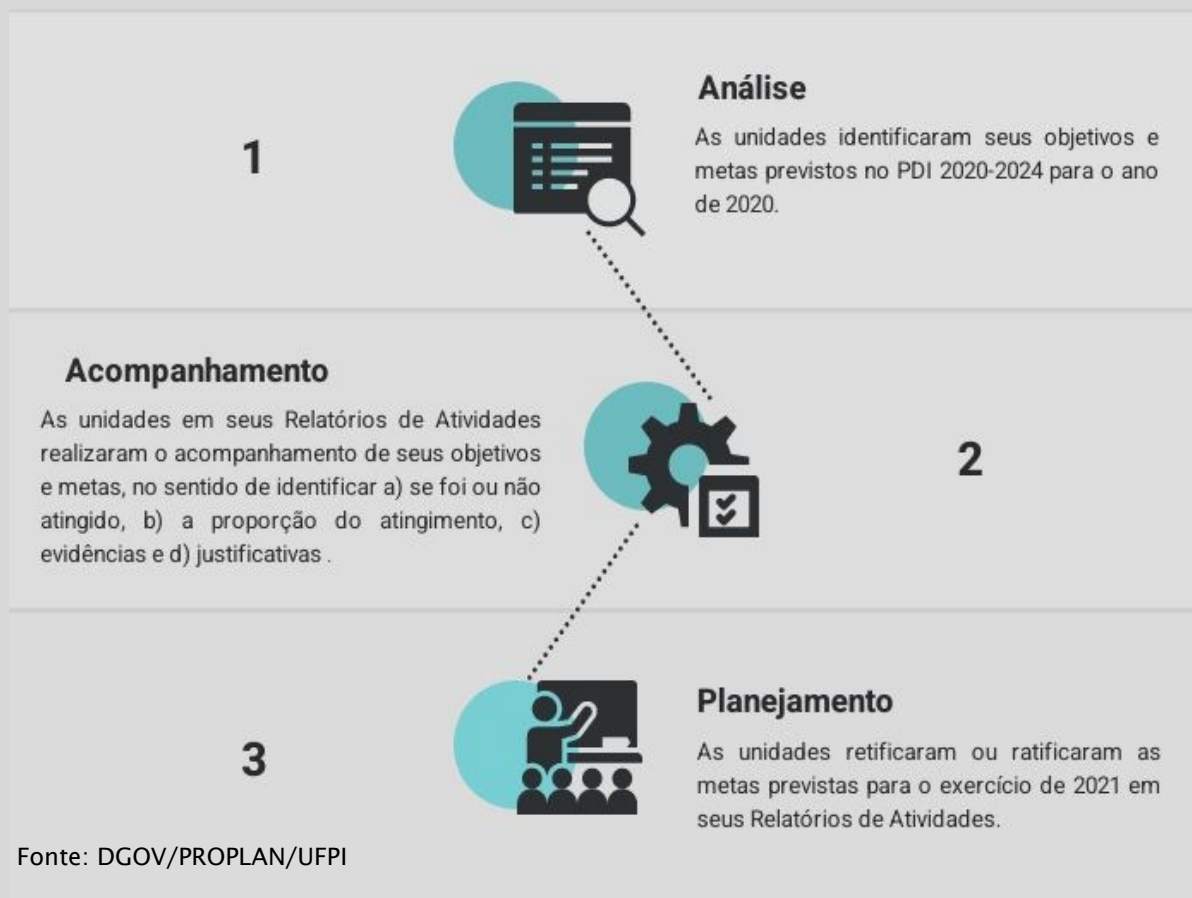 1
Análise
As unidades identificaram seus objetivos e
metas previstos no PDI 2020-2024 para o ano
de 2020.
Acompanhamento
As unidades em seus Relatórios de Atividades
realizaram o acompanhamento de seus objetivos
e metas, no sentido de identificar a) se foi ou não
atingido, b) a proporção do atingimento, c)
evidências e d) justificativas .
2
3
Planejamento
As unidades retificaram ou ratificaram as
metas previstas para o exercício de 2021 em
seus Relatórios de Atividades.
Fonte: DGOV/PROPLAN/UFPI